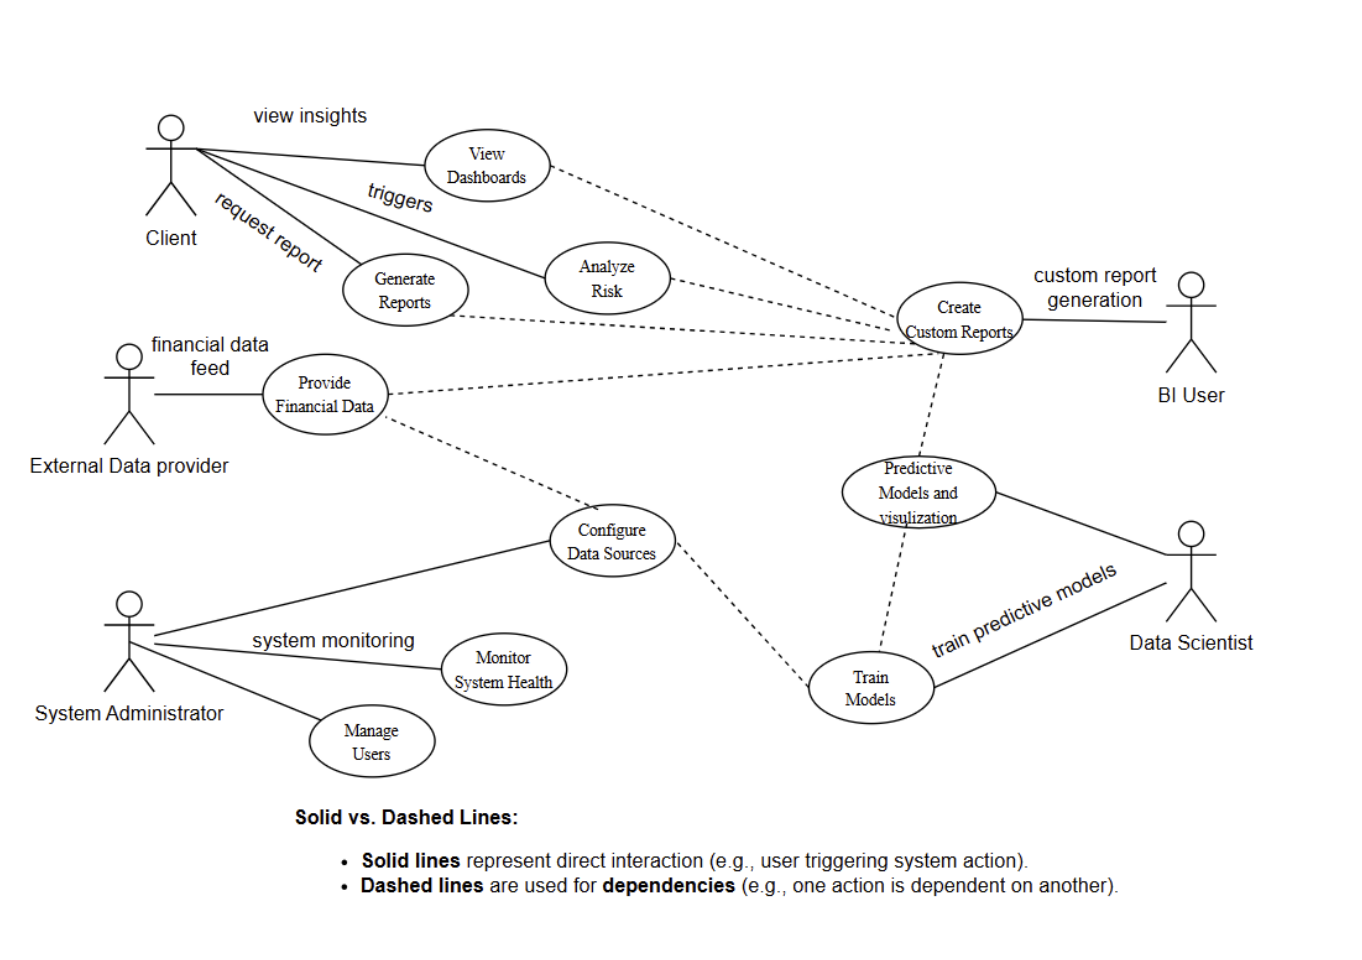 view insights
View
Dashboards
triggers
request report
Client
Generate
Reports
Analyze
Risk
Create
Custom Reports
custom report
generation
BI User
financial data
feed
Provide
Financial Data
External Data provider
Predictive
Models and
visulization
Configure
Data Sources
train predictive models
Data Scientist
system monitoring
Monitor
System Health
System Administrator
Train
Models
Manage
Users
Solid vs. Dashed Lines:
• Solid lines represent direct interaction (e.g., user triggering system action).
• Dashed lines are used for dependencies (e.g., one action is dependent on another).